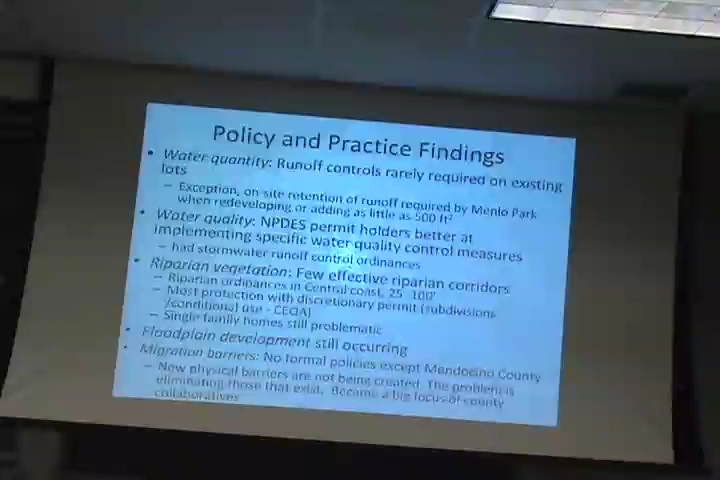 Policy and Practice Findings
• Water quantity: Runoff controls rarely required on existing
lots
– Exception, on-site retention of runoff required by Menlo Park
when redeveloping or adding as little as 500 ft²
• Water quality: NPDES permit holders better at
implementing specific water quality control measures
– had stormwater runoff control ordinances
• Riparian vegetation: Few effective riparian corridors
– Riparian ordinances in Central coast, 25 -100'
– Most protection with discretionary permit (subdivisions
/conditional use - CEQA)
– Single family homes still problematic
• Floodplain development still occurring
• Migration barriers: No formal policies except Mendocino County
– New physical barriers are not being created. The problem is
eliminating those that exist. Became a big focus of county
collaboratives